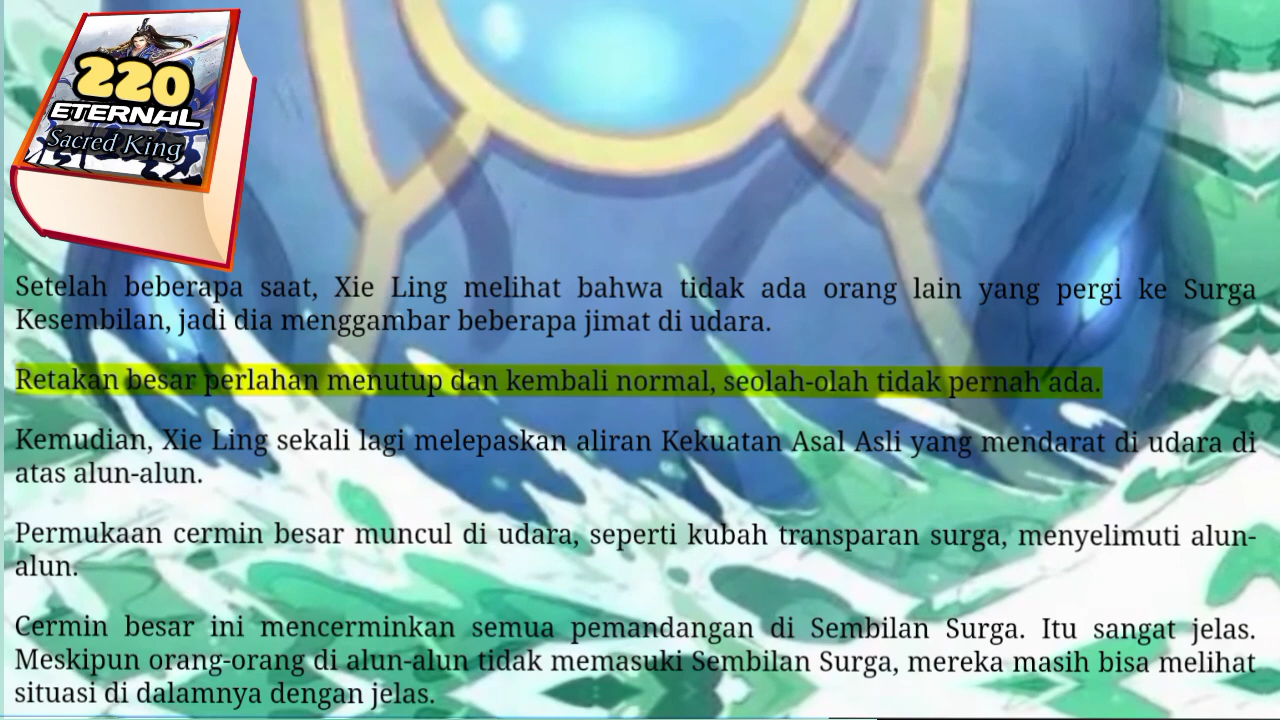 220
ETERNAL
Sacred King
Setelah beberapa saat, Xie Ling melihat bahwa tidak ada orang lain yang pergi ke Surga
Kesembilan, jadi dia menggambar beberapa jimat di udara.
Retakan besar perlahan menutup dan kembali normal, seolah-olah tidak pernah ada.
Kemudian, Xie Ling sekali lagi melepaskan aliran Kekuatan Asal Asli yang mendarat di udara di
atas alun-alun.
Permukaan cermin besar muncul di udara, seperti kubah transparan surga, menyelimuti alun-
alun.
Cermin besar ini mencerminkan semua pemandangan di Sembilan Surga. Itu sangat jelas.
Meskipun orang-orang di alun-alun tidak memasuki Sembilan Surga, mereka masih bisa melihat
situasi di dalamnya dengan jelas.